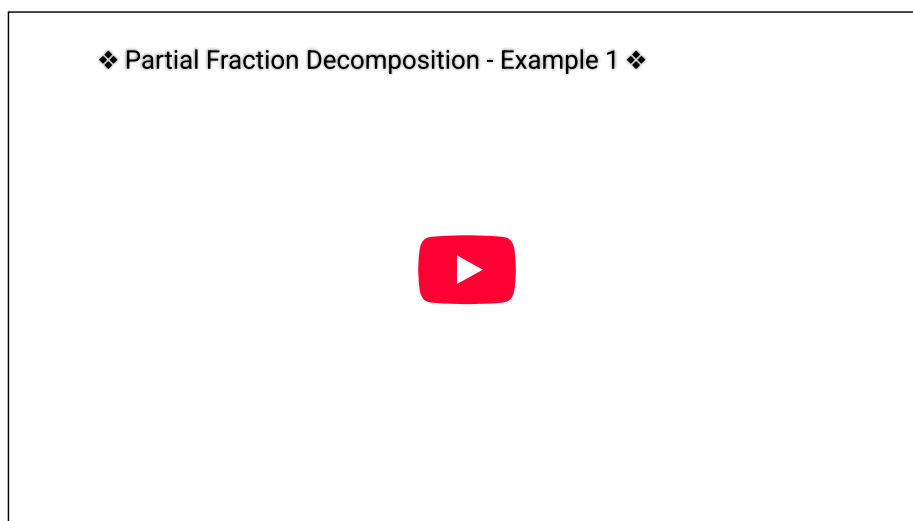 ❖ Partial Fraction Decomposition - Example 1 ❖